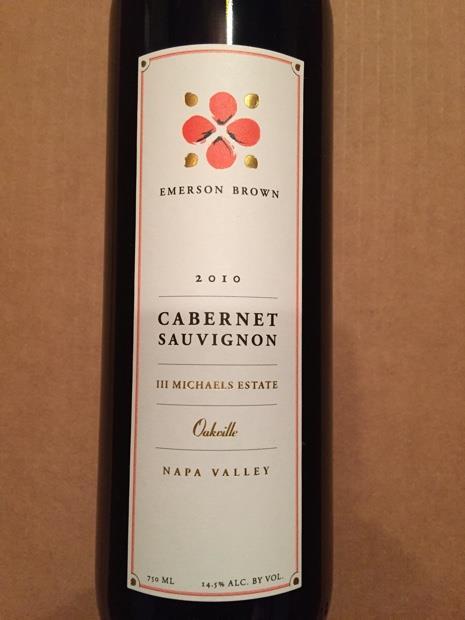 EMERSON BROWN
2010
CABERNET
SAUVIGNON
III MICHAELS ESTATE
Oakville
NAPA VALLEY
750 ML 14.5% ALC. BY VOL.